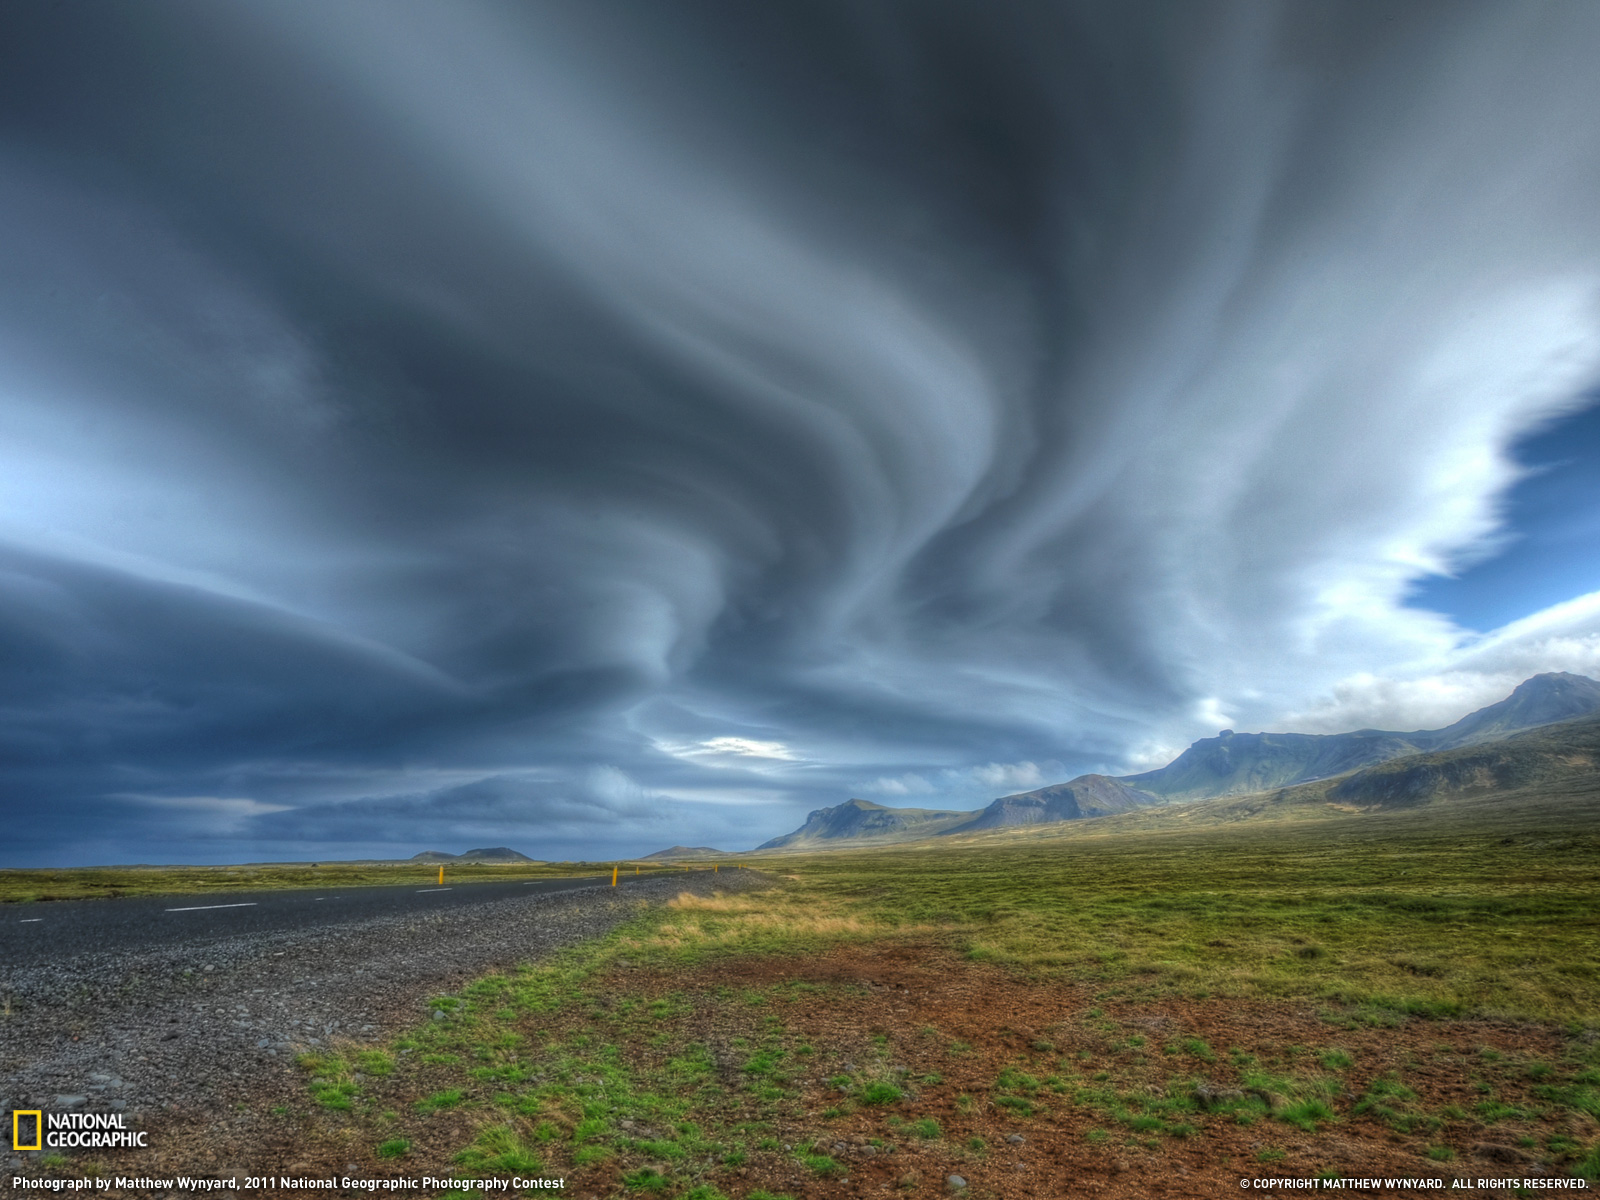 NATIONAL
GEOGRAPHIC
Photograph by Matthew Wynyard, 2011 National Geographic Photography Contest
© COPYRIGHT MATTHEW WYNYARD. ALL RIGHTS RESERVED.